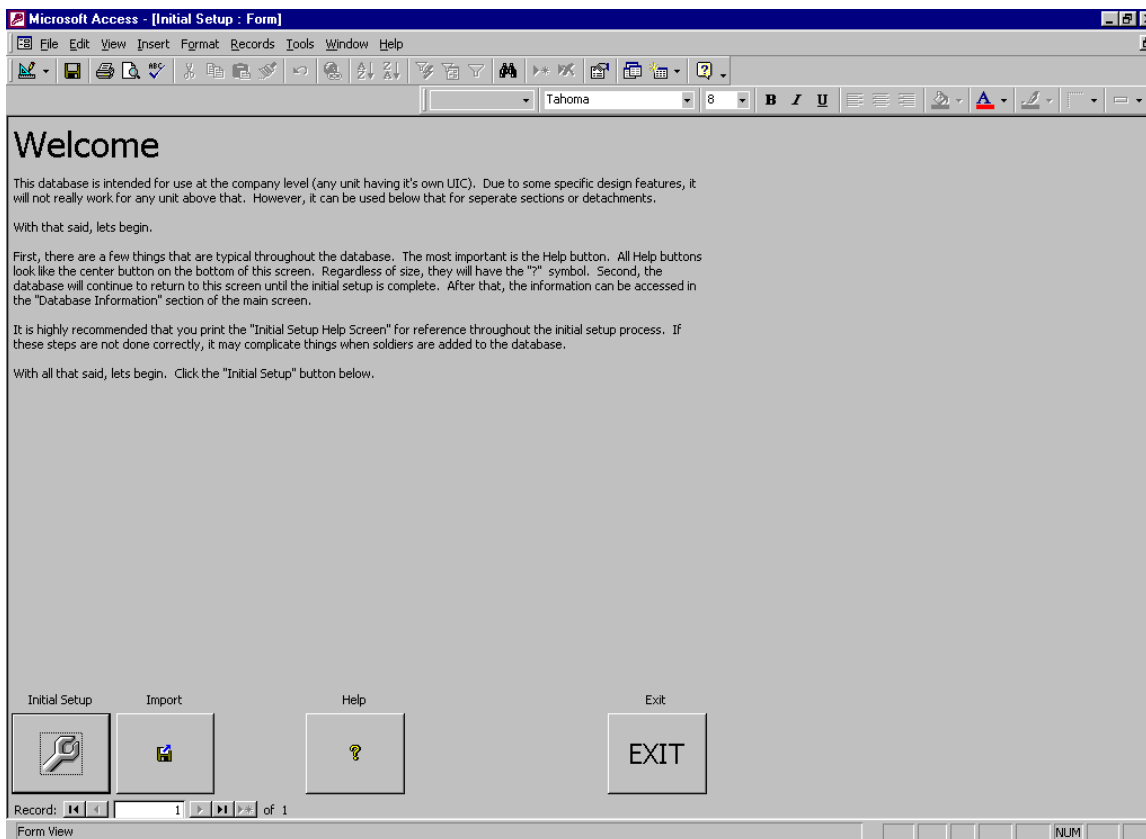 Microsoft Access - [Initial Setup : Form]
File Edit View Insert Format Records Tools Window Help
Tahoma 8 B I U A
Welcome
This database is intended for use at the company level (any unit having it's own UIC).  Due to some specific design features, it
will not really work for any unit above that.  However, it can be used below that for seperate sections or detachments.
With that said, lets begin.
First, there are a few things that are typical throughout the database.  The most important is the Help button.  All Help buttons
look like the center button on the bottom of this screen.  Regardless of size, they will have the "?"  symbol.  Second, the
database will continue to return to this screen until the initial setup is complete.  After that, the information can be accessed in
the "Database Information" section of the main screen.
It is highly recommended that you print the "Initial Setup Help Screen" for reference throughout the initial setup process.  If
these steps are not done correctly, it may complicate things when soldiers are added to the database.
With all that said, lets begin.  Click the "Initial Setup" button below.
Initial Setup Import Help Exit
? EXIT
Record: 1 of 1
Form View NUM